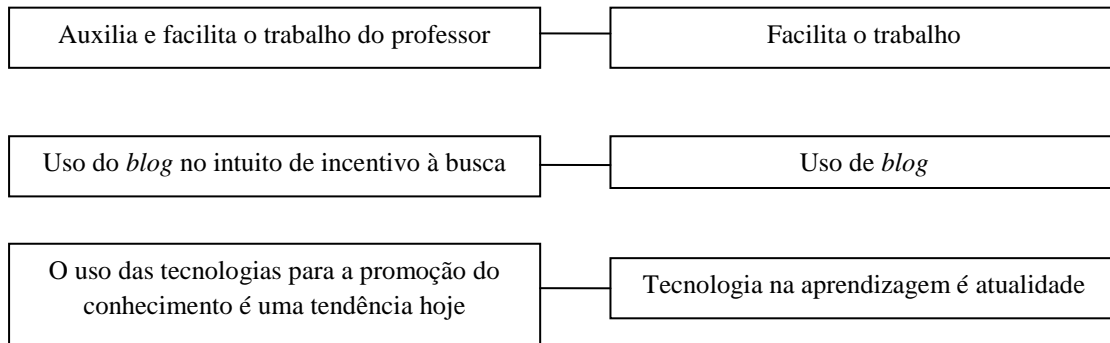 Auxilia e facilita o trabalho do professor
Facilita o trabalho
Uso do blog no intuito de incentivo à busca
Uso de blog
O uso das tecnologias para a promoção do
conhecimento é uma tendência hoje
Tecnologia na aprendizagem é atualidade